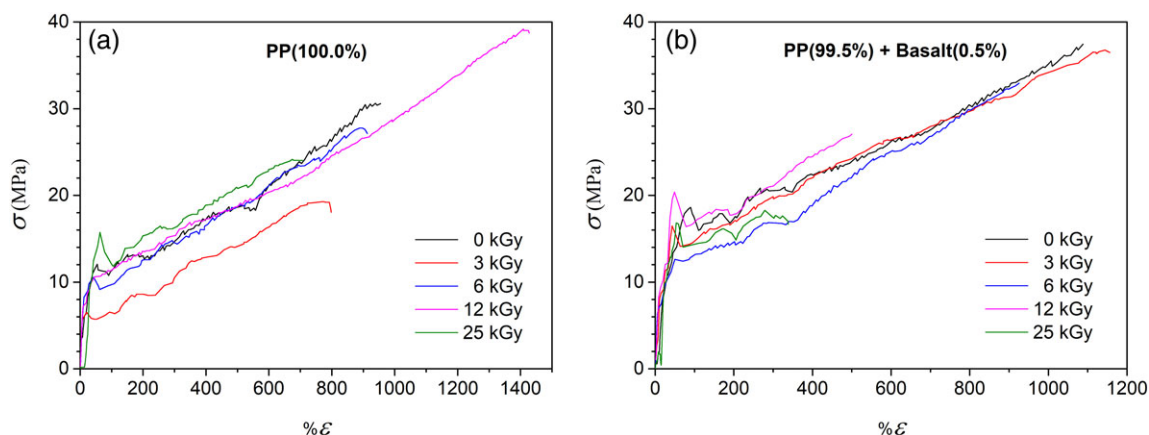 (a)
PP(100.0%)
σ (MPa)
40
30
20
10
0
0 kGy
3 kGy
6 kGy
12 kGy
25 kGy
0 200 400 600 800 1000 1200 1400
%ε
(b)
PP(99.5%) + Basalt(0.5%)
σ (MPa)
40
30
20
10
0
0 kGy
3 kGy
6 kGy
12 kGy
25 kGy
0 200 400 600 800 1000 1200
%ε